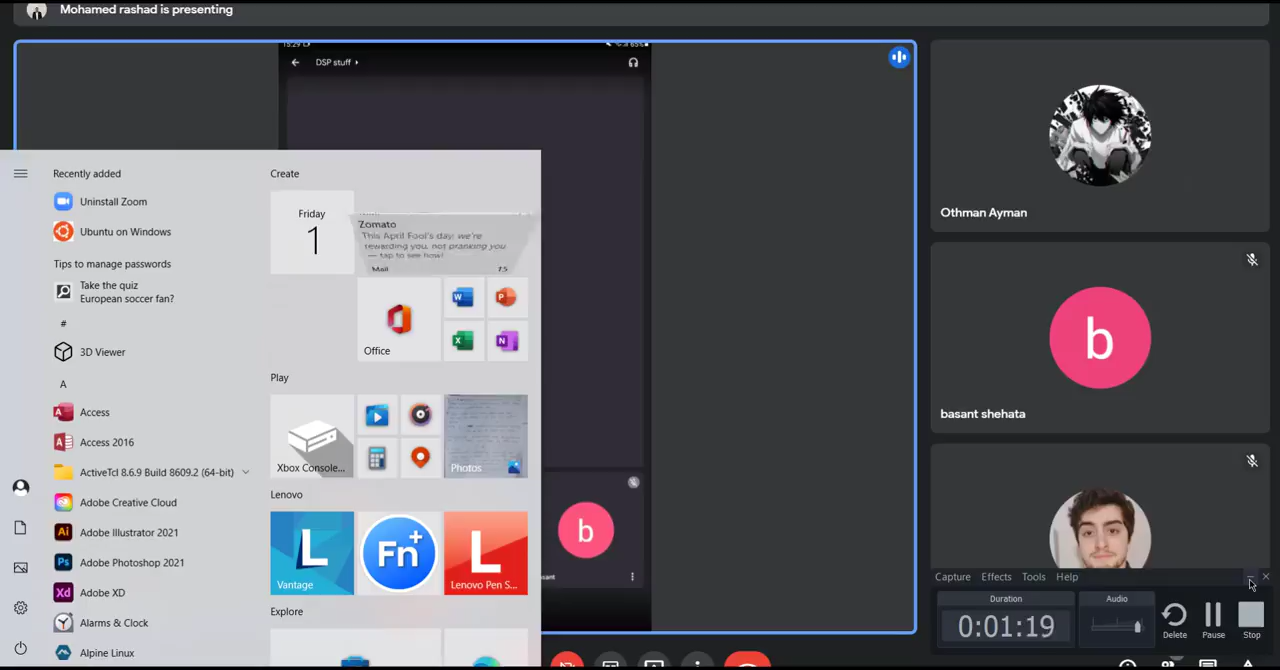 Mohamed rashad is presenting
15:29
65%
DSP stuff
Othman Ayman
b
basant shehata
Recently added
Uninstall Zoom
Ubuntu on Windows
Tips to manage passwords
Take the quiz
European soccer fan?
#
3D Viewer
A
Access
Access 2016
ActiveTcl 8.6.9 Build 8609.2 (64-bit)
Adobe Creative Cloud
Adobe Illustrator 2021
Adobe Photoshop 2021
Adobe XD
Alarms & Clock
Alpine Linux
Create
Friday
1
Zomato
This April Fool's day, we're
rewarding you, not pranking you
— tap to see how!
Mail
75
Office
Play
Xbox Console...
Photos
Lenovo
L
Vantage
Fn+
L
Lenovo Pen S...
Explore
b
Capture Effects Tools Help
Duration
0:01:19
Audio
Delete
Pause
Stop